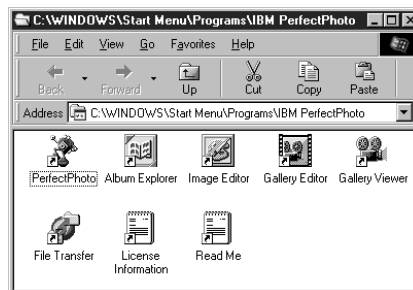 C:\WINDOWS\Start Menu\Programs\IBM PerfectPhoto
File Edit View Go Favorites Help
Back Forward Up Cut Copy Paste
Address C:\WINDOWS\Start Menu\Programs\IBM PerfectPhoto
PerfectPhoto Album Explorer Image Editor Gallery Editor Gallery Viewer
File Transfer License Information Read Me